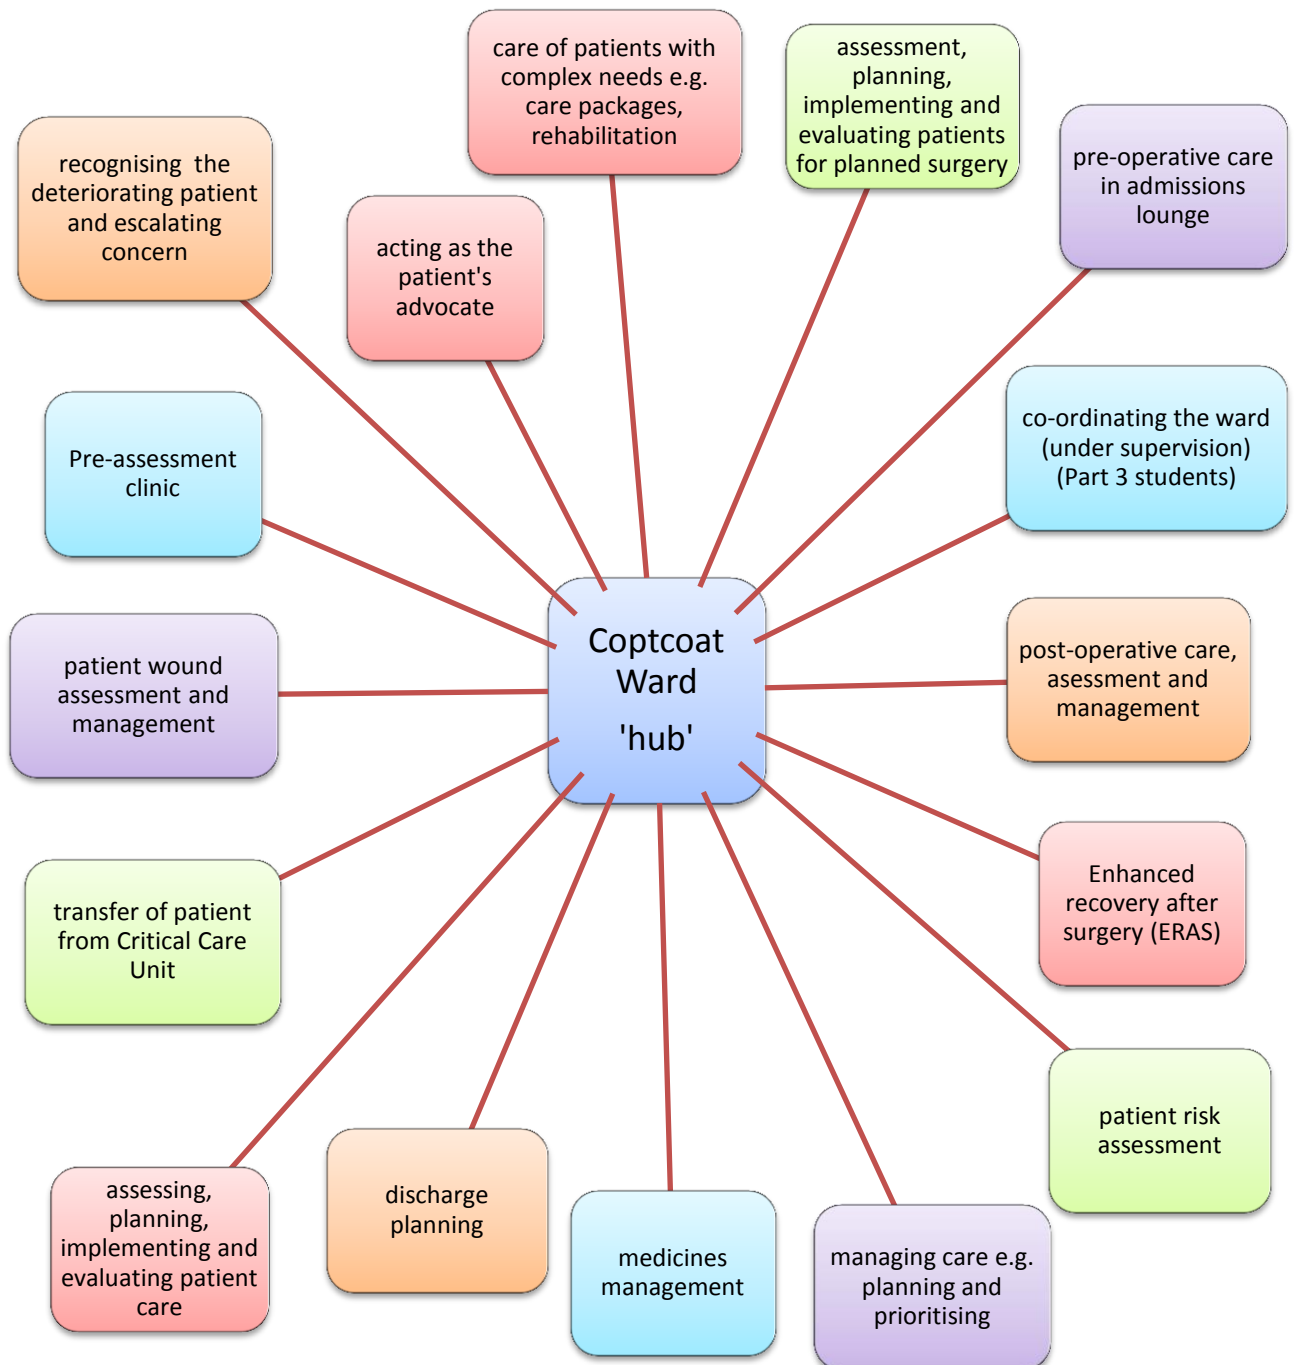 care of patients with
complex needs e.g.
care packages,
rehabilitation
assessment,
planning,
implementing and
evaluating patients
for planned surgery
pre-operative care
in admissions
lounge
recognising  the
deteriorating patient
and escalating
concern
acting as the
patient's
advocate
co-ordinating the ward
(under supervision)
(Part 3 students)
Pre-assessment
clinic
Coptcoat
Ward
'hub'
post-operative care,
asessment and
management
patient wound
assessment and
management
Enhanced
recovery after
surgery (ERAS)
transfer of patient
from Critical Care
Unit
patient risk
assessment
assessing,
planning,
implementing and
evaluating patient
care
discharge
planning
medicines
management
managing care e.g.
planning and
prioritising